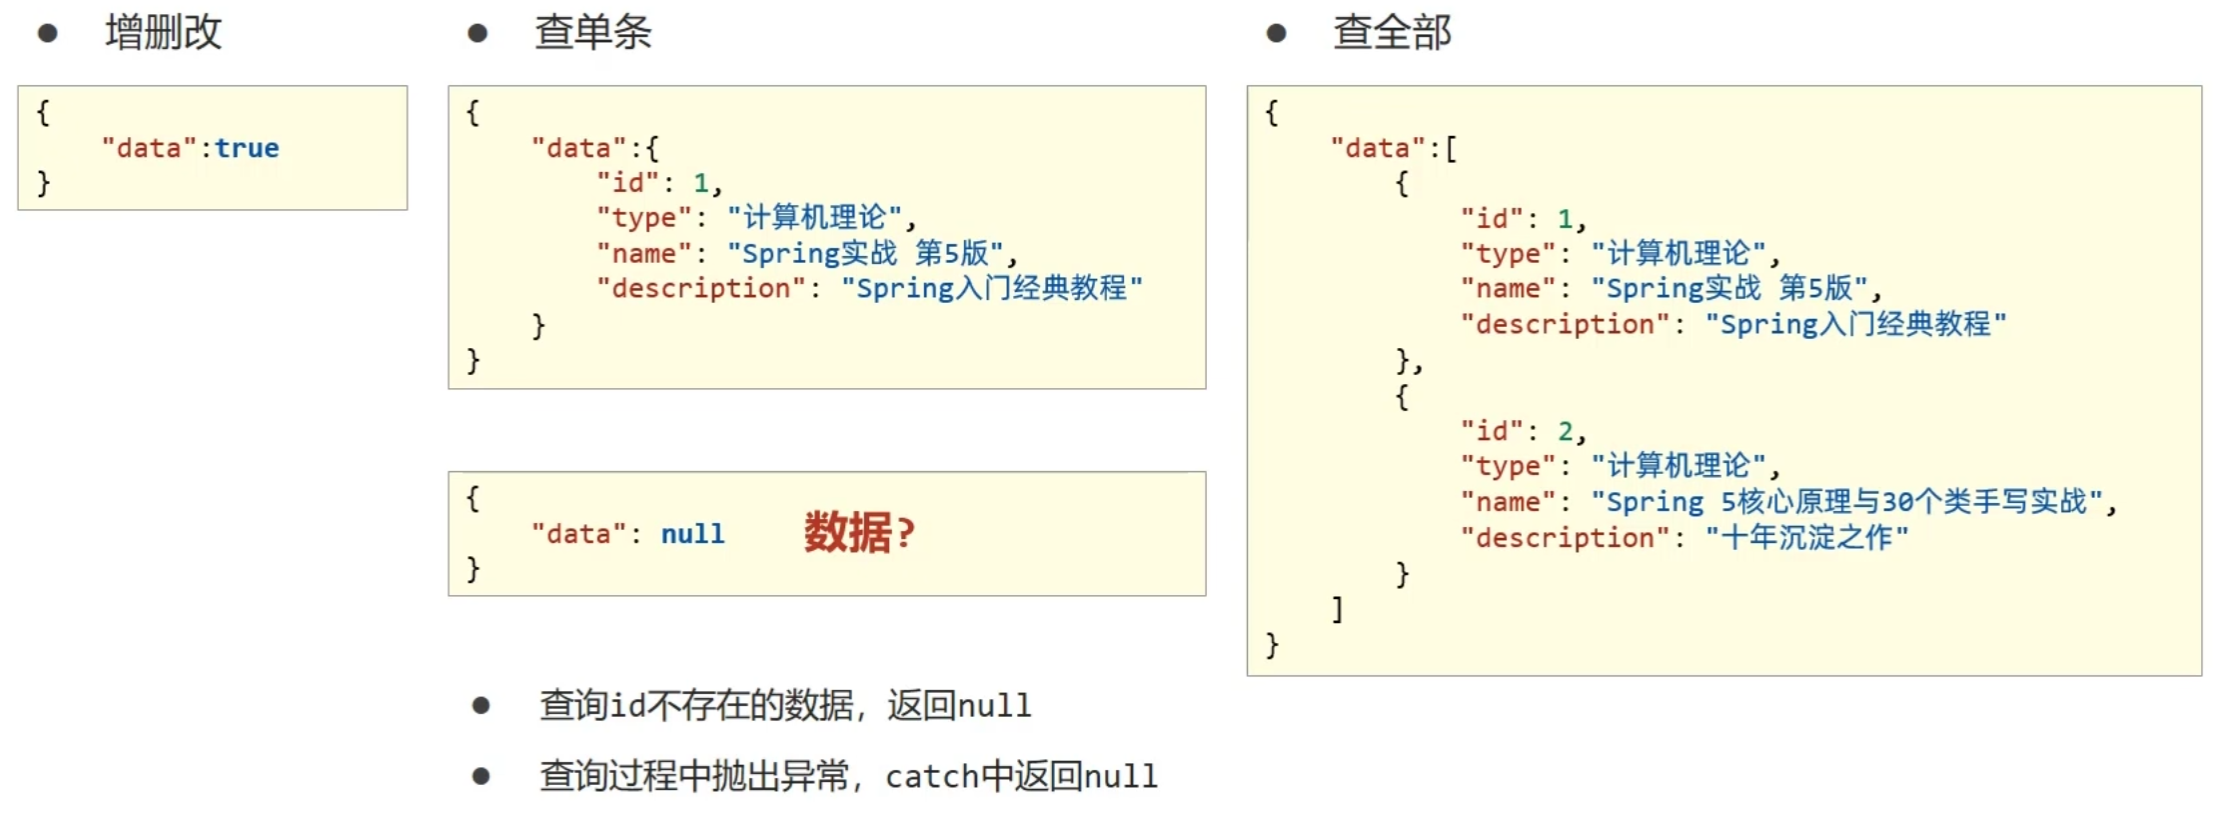 ● 增删改
{
    "data":true
}
● 查单条
{
    "data":{
        "id": 1,
        "type": "计算机理论",
        "name": "Spring实战 第5版",
        "description": "Spring入门经典教程"
    }
}
{
    "data": null 数据?
}
● 查询id不存在的数据，返回null
● 查询过程中抛出异常，catch中返回null
● 查全部
{
    "data":[
        {
            "id": 1,
            "type": "计算机理论",
            "name": "Spring实战 第5版",
            "description": "Spring入门经典教程"
        },
        {
            "id": 2,
            "type": "计算机理论",
            "name": "Spring 5核心原理与30个类手写实战",
            "description": "十年沉淀之作"
        }
    ]
}